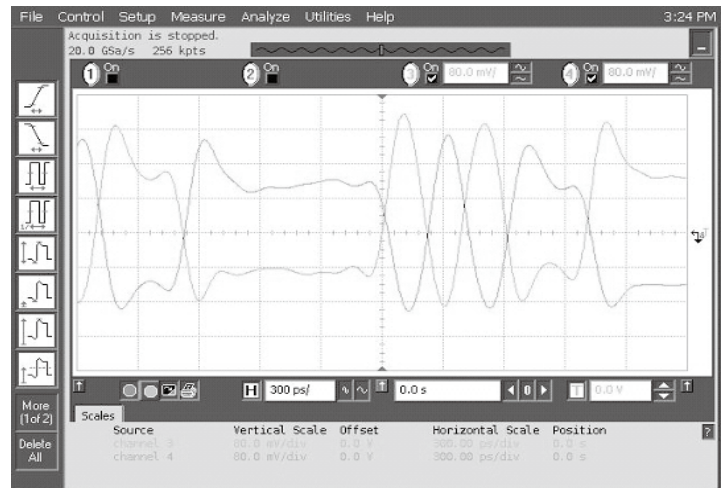 File Control Setup Measure Analyze Utilities Help 3:24 PM
Acquisition is stopped.
20.0 GSa/s 256 kpts
1 On 2 On 3 On 80.0 mV/ 4 On 80.0 mV/
More
(1of 2)
Delete
All
H 300 ps/ 0.0 s 0 T 0.0 V
Scales
Source Vertical Scale Offset Horizontal Scale Position
channel 3 80.0 mV/div 0.0 V 300.00 ps/div 0.0 s
channel 4 80.0 mV/div 0.0 V 300.00 ps/div 0.0 s